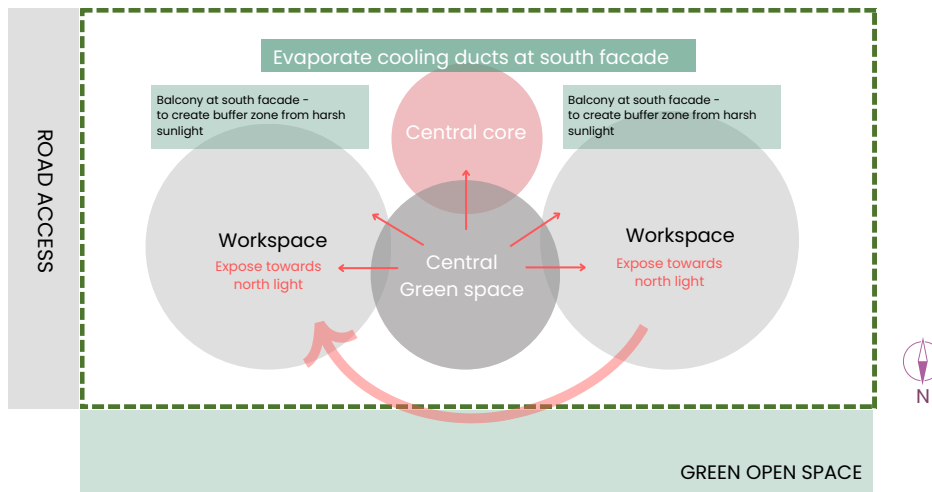 Evaporate cooling ducts at south facade
Balcony at south facade -
to create buffer zone from harsh
sunlight
Balcony at south facade -
to create buffer zone from harsh
sunlight
Central core
ROAD ACCESS
Workspace
Expose towards
north light
Central
Green space
Workspace
Expose towards
north light
N
GREEN OPEN SPACE